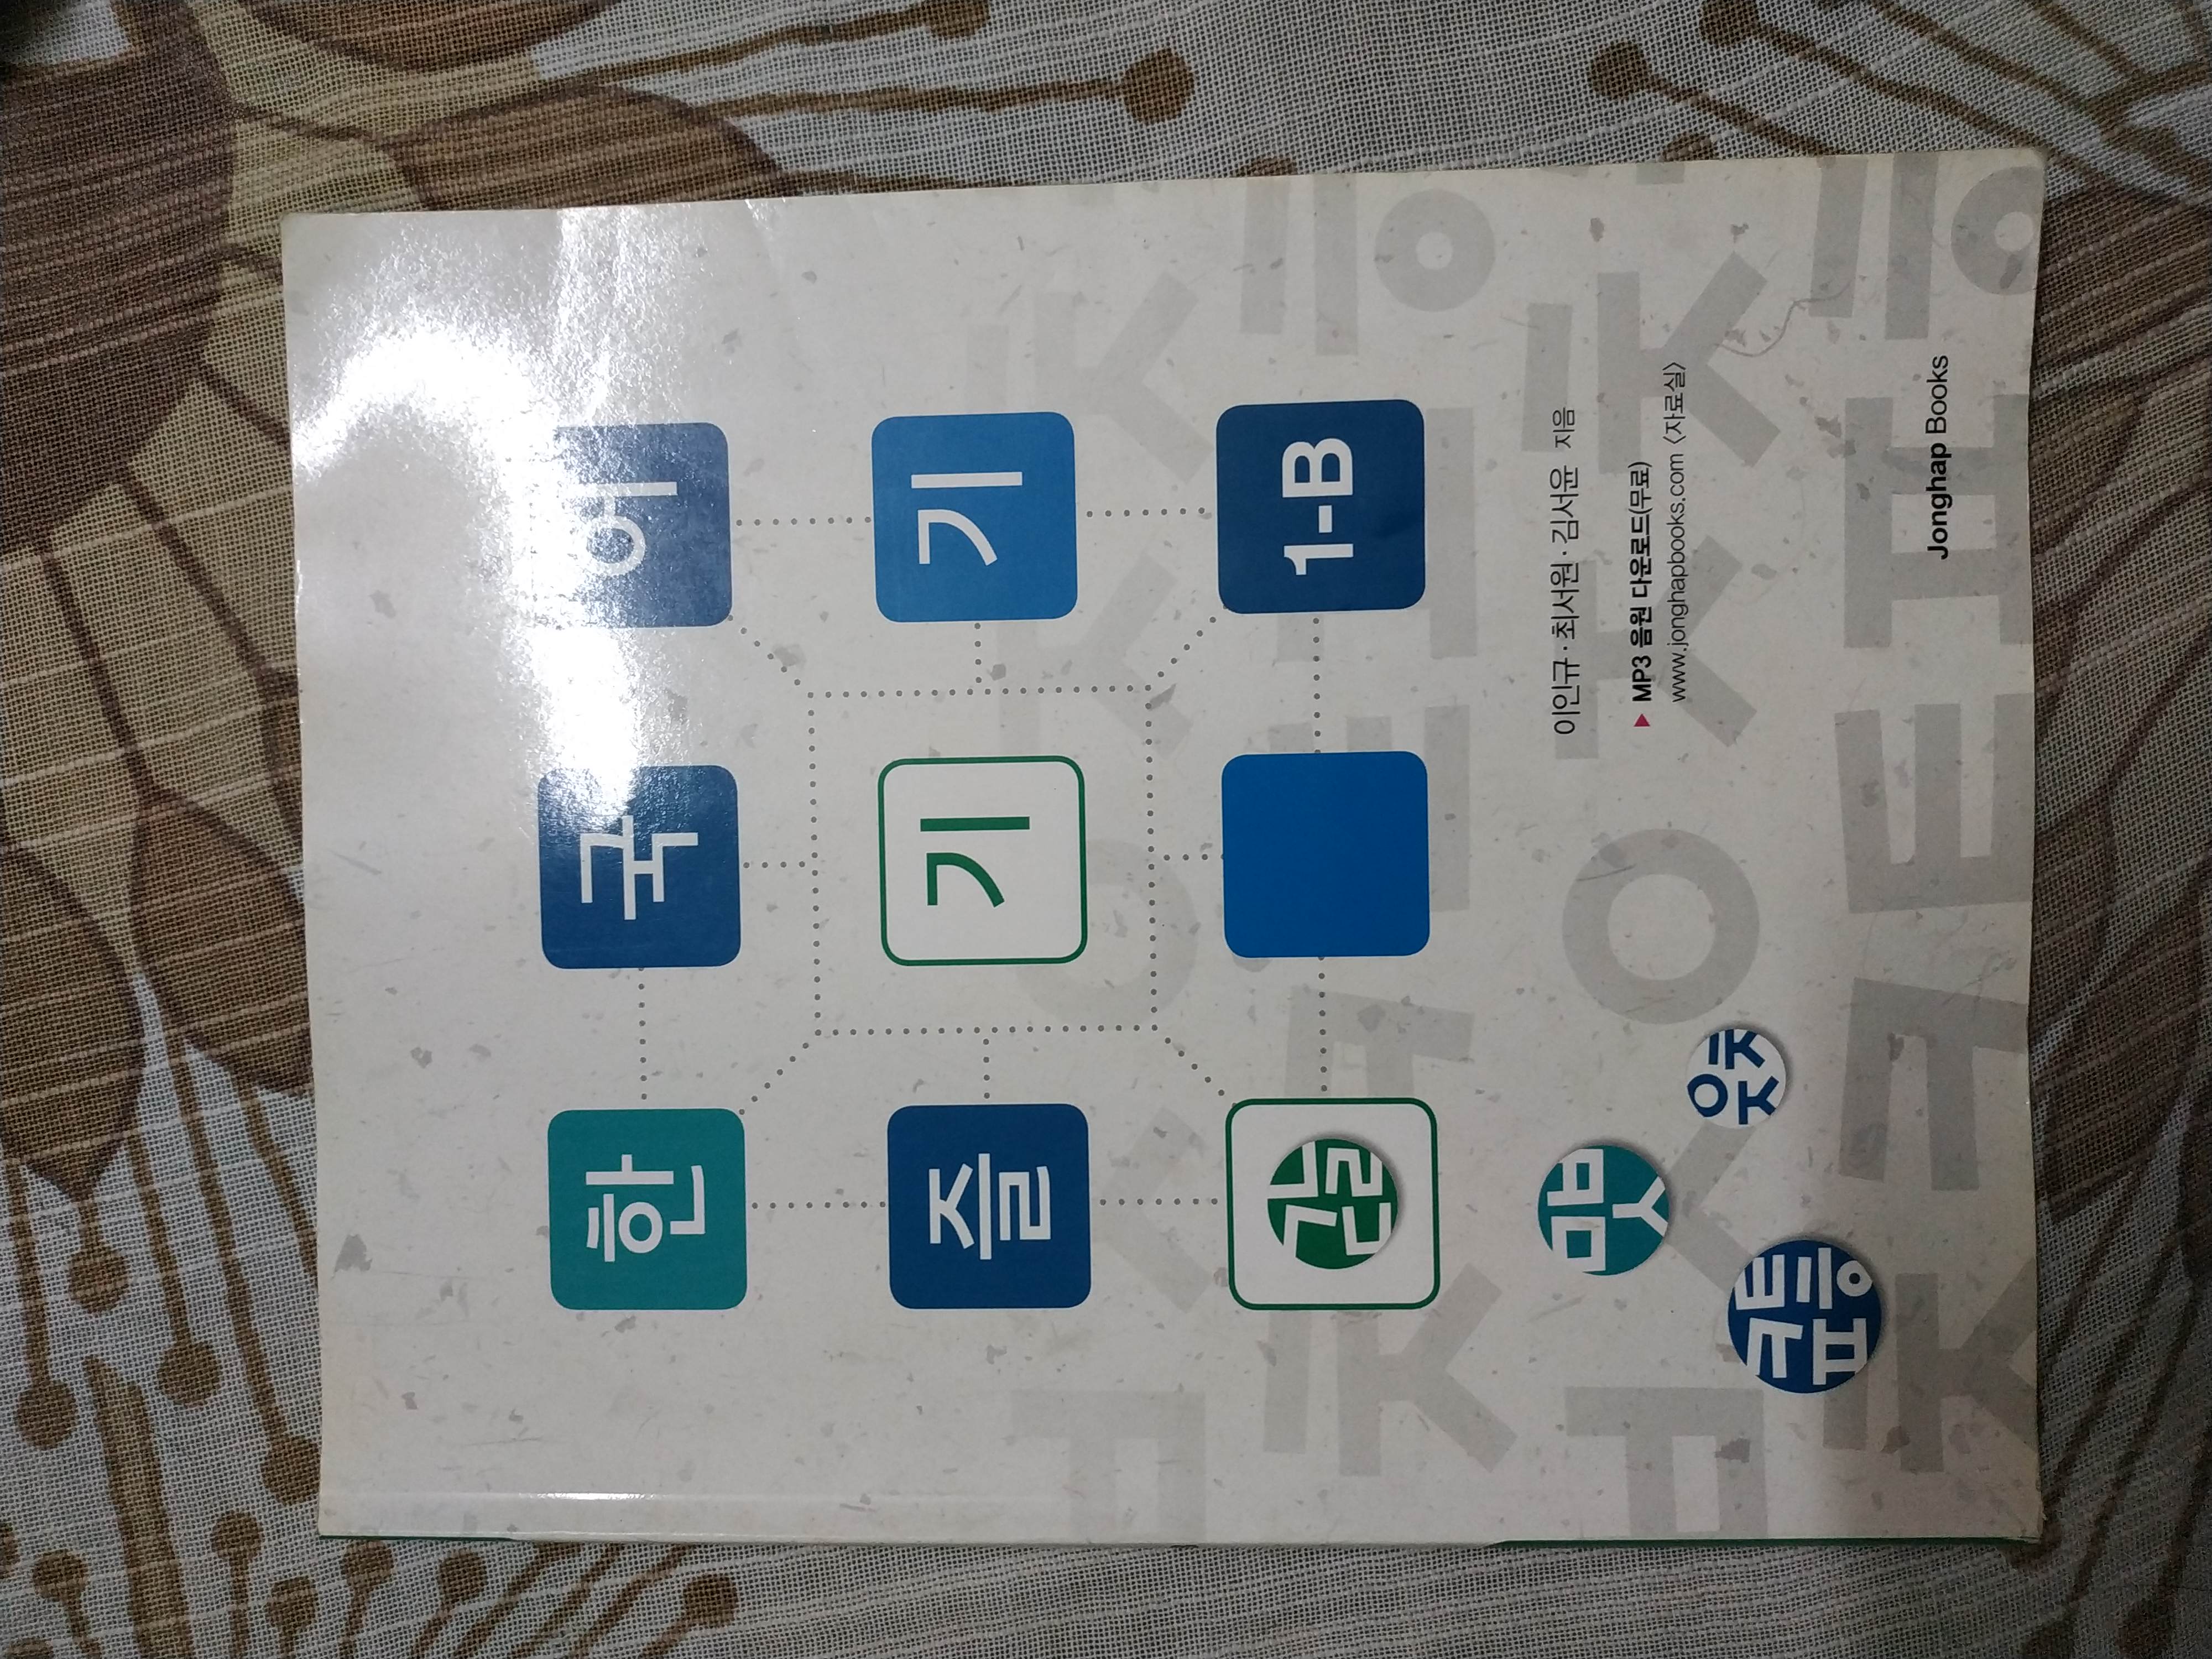 한 국 어
즐 기 기
1-B
이인규·최서원·김서윤 지음
MP3 음원 다운로드(무료)
www.jonghapbooks.com 〈자료실〉
Jonghap Books